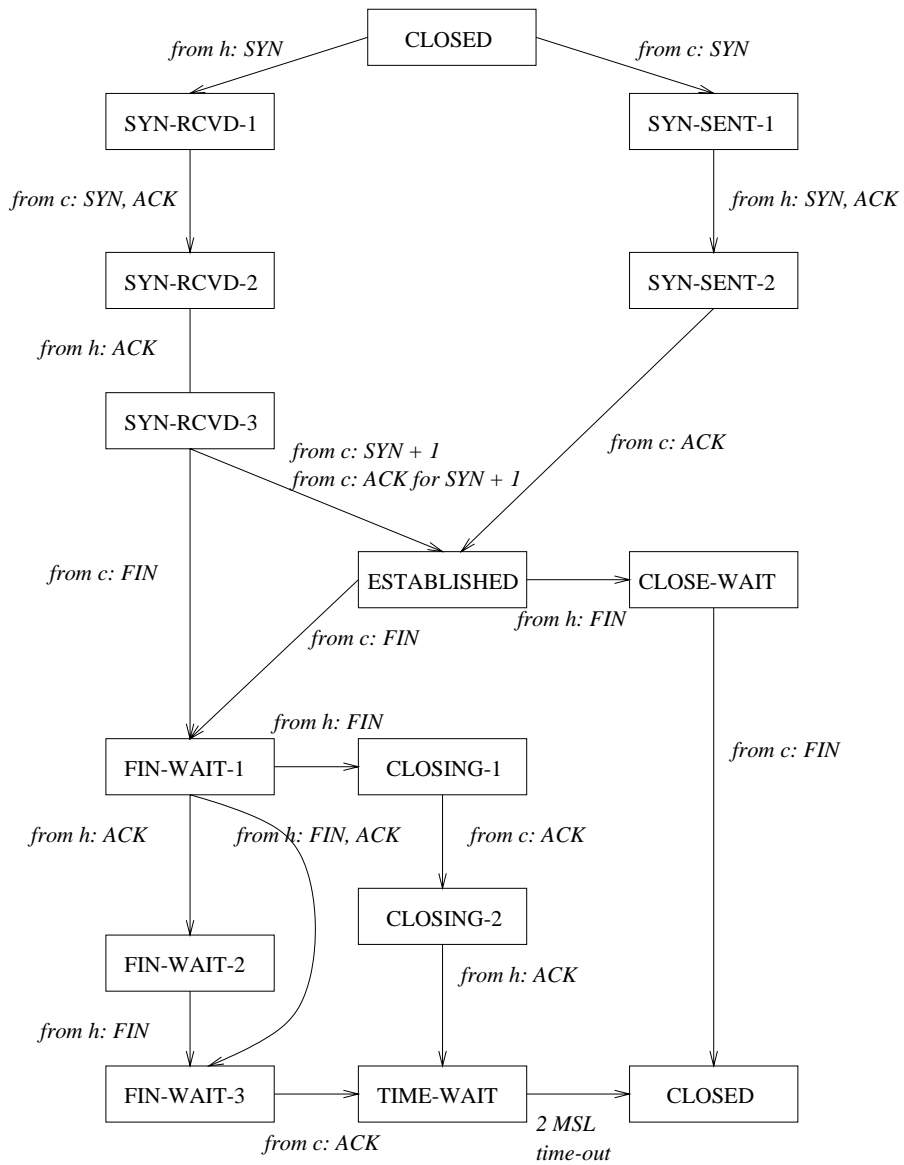 CLOSED
from h: SYN
from c: SYN
SYN-RCVD-1
SYN-SENT-1
from c: SYN, ACK
from h: SYN, ACK
SYN-RCVD-2
SYN-SENT-2
from h: ACK
SYN-RCVD-3
from c: SYN + 1
from c: ACK
from c: ACK for SYN + 1
from c: FIN
ESTABLISHED
CLOSE-WAIT
from h: FIN
from c: FIN
from h: FIN
from c: FIN
FIN-WAIT-1
CLOSING-1
from h: ACK
from h: FIN, ACK
from c: ACK
CLOSING-2
FIN-WAIT-2
from h: ACK
from h: FIN
FIN-WAIT-3
TIME-WAIT
CLOSED
from c: ACK
2 MSL
time-out